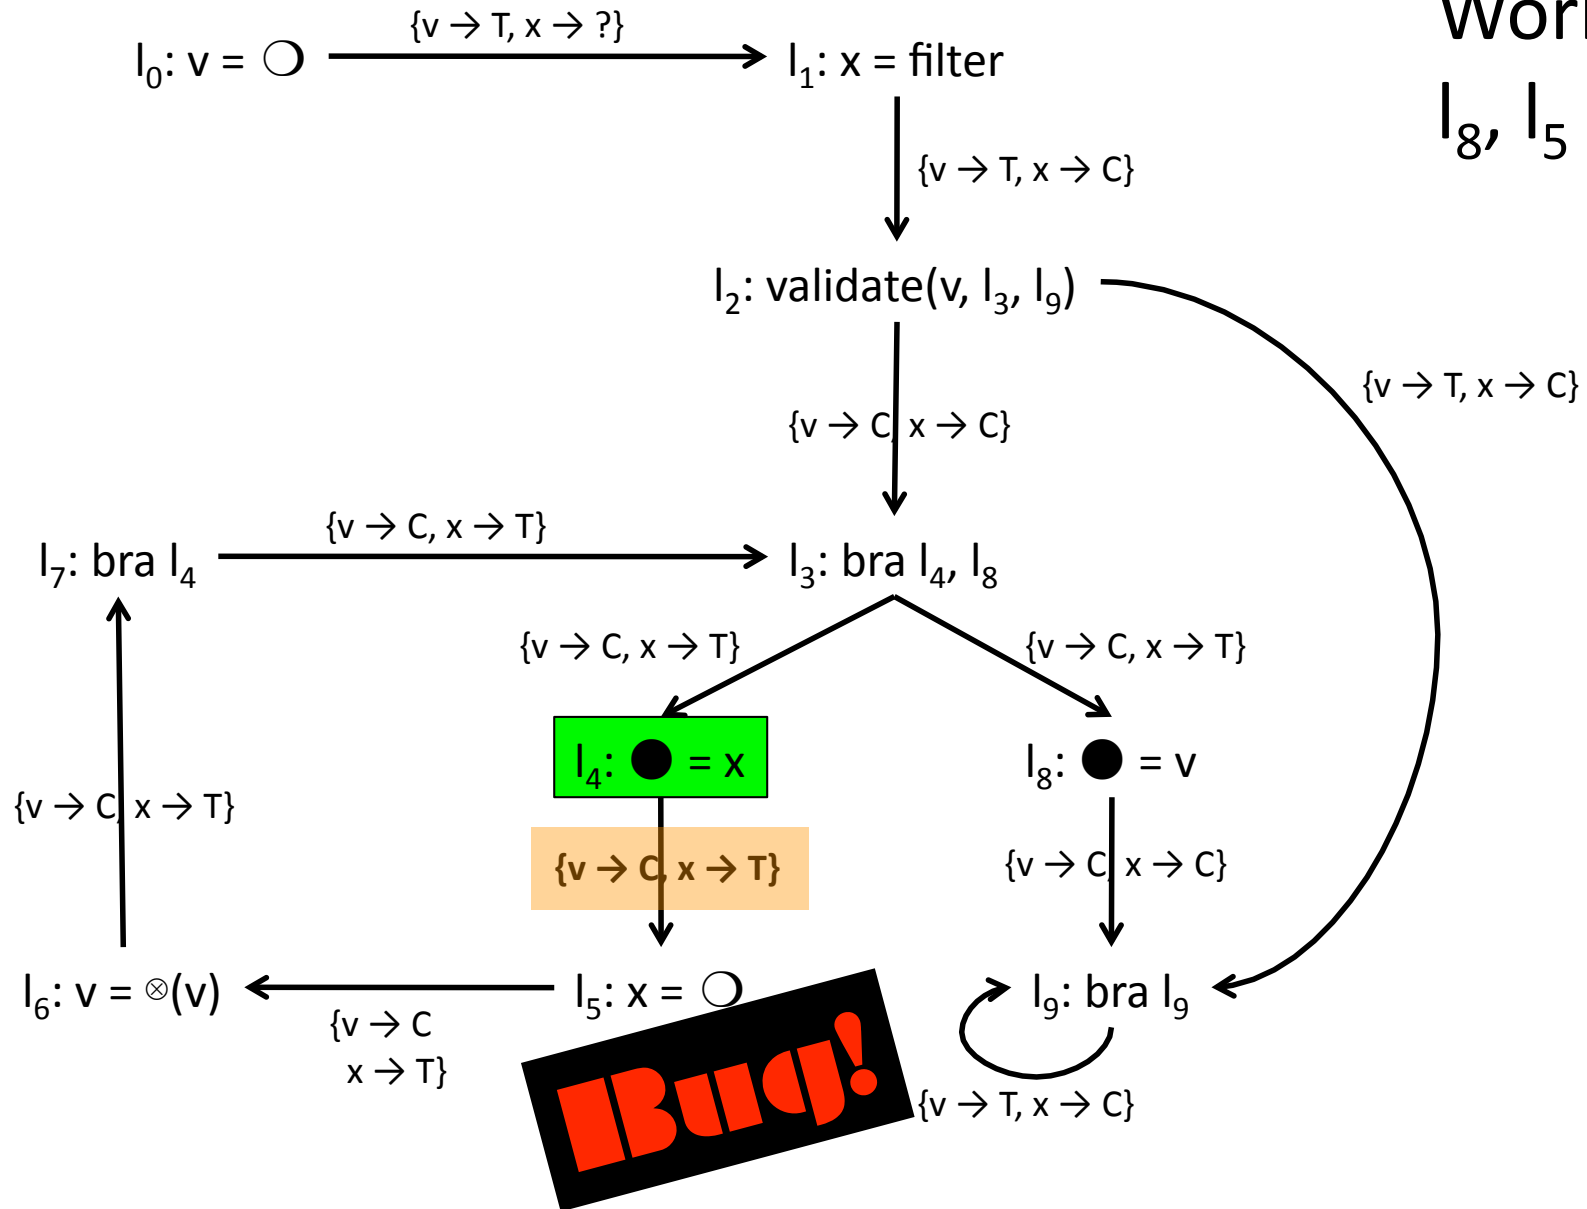 Worl
{v → T, x → ?}
l₀: v = ❍
l₁: x = filter
l₈, l₅
{v → T, x → C}
l₂: validate(v, l₃, l₉)
{v → T, x → C}
{v → C, x → C}
{v → C, x → T}
l₇: bra l₄
l₃: bra l₄, l₈
{v → C, x → T}
{v → C, x → T}
l₄: ● = x
l₈: ● = v
{v → C, x → T}
{v → C, x → T}
{v → C, x → C}
l₆: v = ⊗(v)
l₅: x = ❍
l₉: bra l₉
{v → C
x → T}
Bug!
{v → T, x → C}